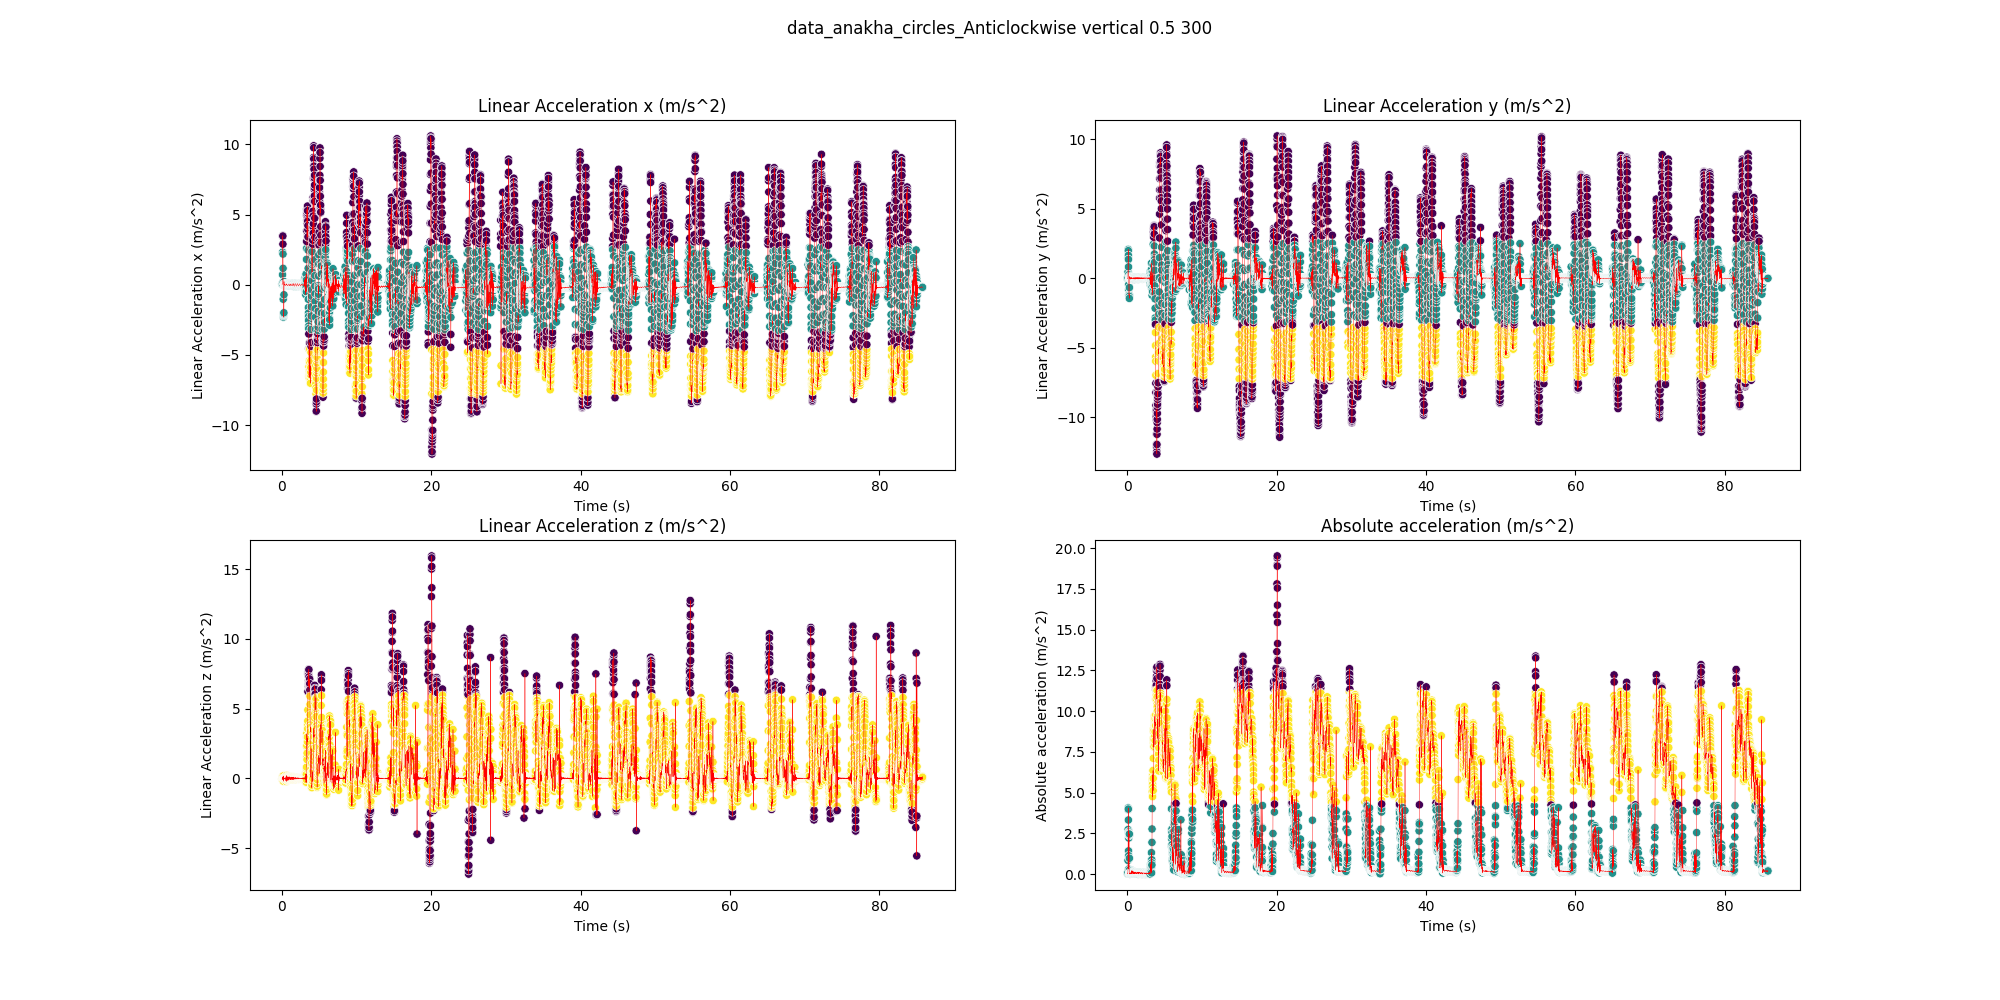 data_anakha_circles_Anticlockwise vertical 0.5 300
Linear Acceleration x (m/s^2)
Linear Acceleration x (m/s^2)
10
5
0
−5
−10
0 20 40 60 80
Time (s)
Linear Acceleration y (m/s^2)
Linear Acceleration y (m/s^2)
10
5
0
−5
−10
0 20 40 60 80
Time (s)
Linear Acceleration z (m/s^2)
Linear Acceleration z (m/s^2)
15
10
5
0
−5
0 20 40 60 80
Time (s)
Absolute acceleration (m/s^2)
Absolute acceleration (m/s^2)
20.0
17.5
15.0
12.5
10.0
7.5
5.0
2.5
0.0
0 20 40 60 80
Time (s)